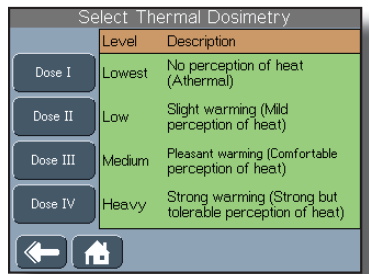 Select Thermal Dosimetry
Level Description
Dose I Lowest No perception of heat
(Athermal)
Dose II Low Slight warming (Mild
perception of heat)
Dose III Medium Pleasant warming (Comfortable
perception of heat)
Dose IV Heavy Strong warming (Strong but
tolerable perception of heat)